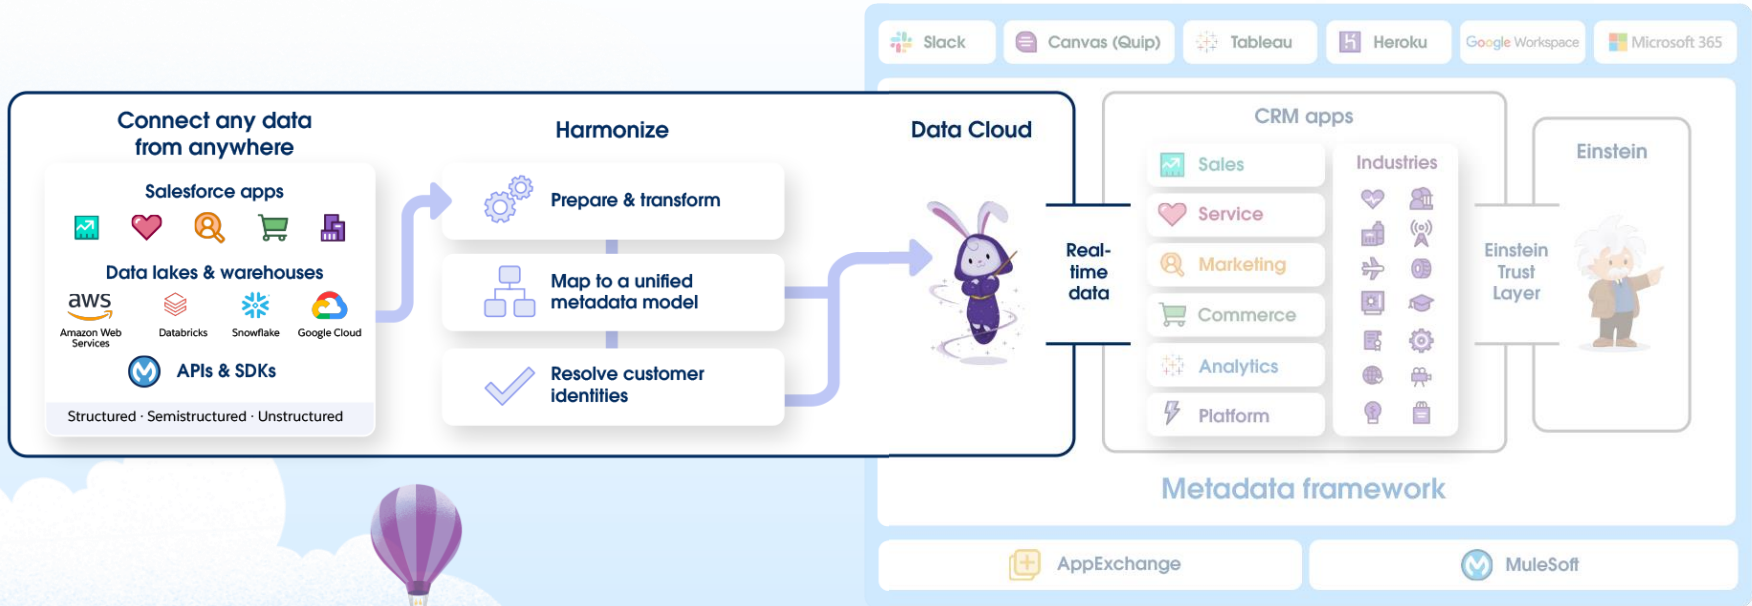 Slack
Canvas (Quip)
Tableau
Heroku
Google Workspace
Microsoft 365
Connect any data
from anywhere
Salesforce apps
Data lakes & warehouses
aws
Amazon Web
Services
Databricks
Snowflake
Google Cloud
APIs & SDKs
Structured · Semistructured · Unstructured
Harmonize
Prepare & transform
Map to a unified
metadata model
Resolve customer
identities
Data Cloud
Real-
time
data
CRM apps
Sales
Service
Marketing
Commerce
Analytics
Platform
Industries
Einstein
Trust
Layer
Einstein
Metadata framework
AppExchange
MuleSoft